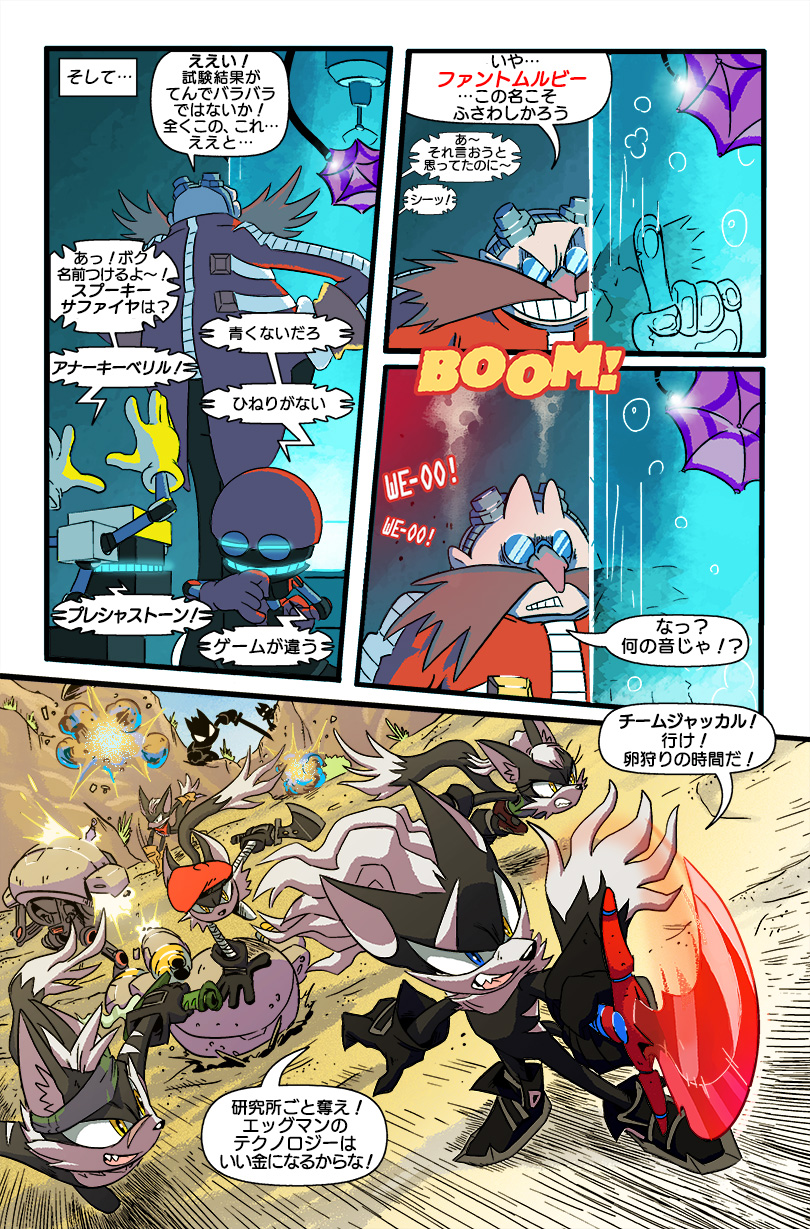 そして…
ええい！
試験結果が
てんでバラバラ
ではないか！
全くこの、これ…
ええと…
あっ！ボク
名前つけるよ～！
スプーキー
サファイヤは？
青くないだろ
アナーキーベリル！
ひねりがない
プレシャストーン！
ゲームが違う
いや…
ファントムルビー
…この名こそ
ふさわしかろう
あ～
それ言おうと
思ってたのに～
シーッ！
BOOM!
WE-OO!
WE-OO!
なっ？
何の音じゃ！？
チームジャッカル！
行け！
卵狩りの時間だ！
研究所ごと奪え！
エッグマンの
テクノロジーは
いい金になるからな！